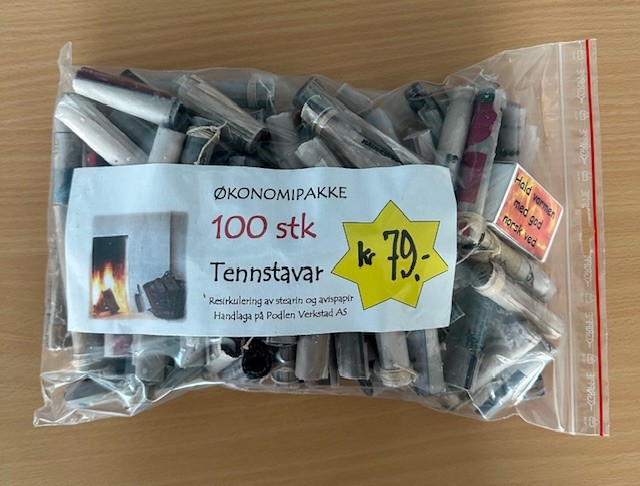 ØKONOMIPAKKE
100 stk
Tennstavar
Resirkulering av stearin og avispapir
Handlaga på Podlen Verkstad AS
kr 79.-
Hald varmen
med god
norsk ved